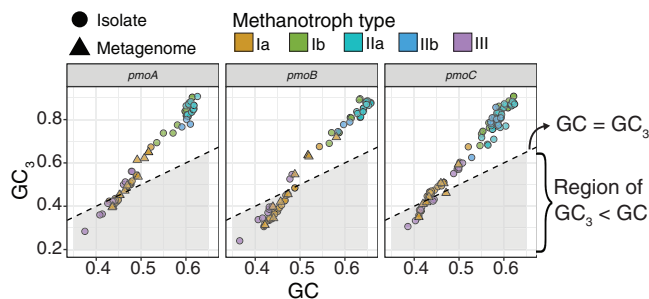 Isolate
Metagenome
Methanotroph type
Ia Ib IIa IIb III
pmoA pmoB pmoC
GC₃
0.8
0.6
0.4
0.2
0.4 0.5 0.6 0.4 0.5 0.6 0.4 0.5 0.6
GC
GC = GC₃
Region of
GC₃ < GC